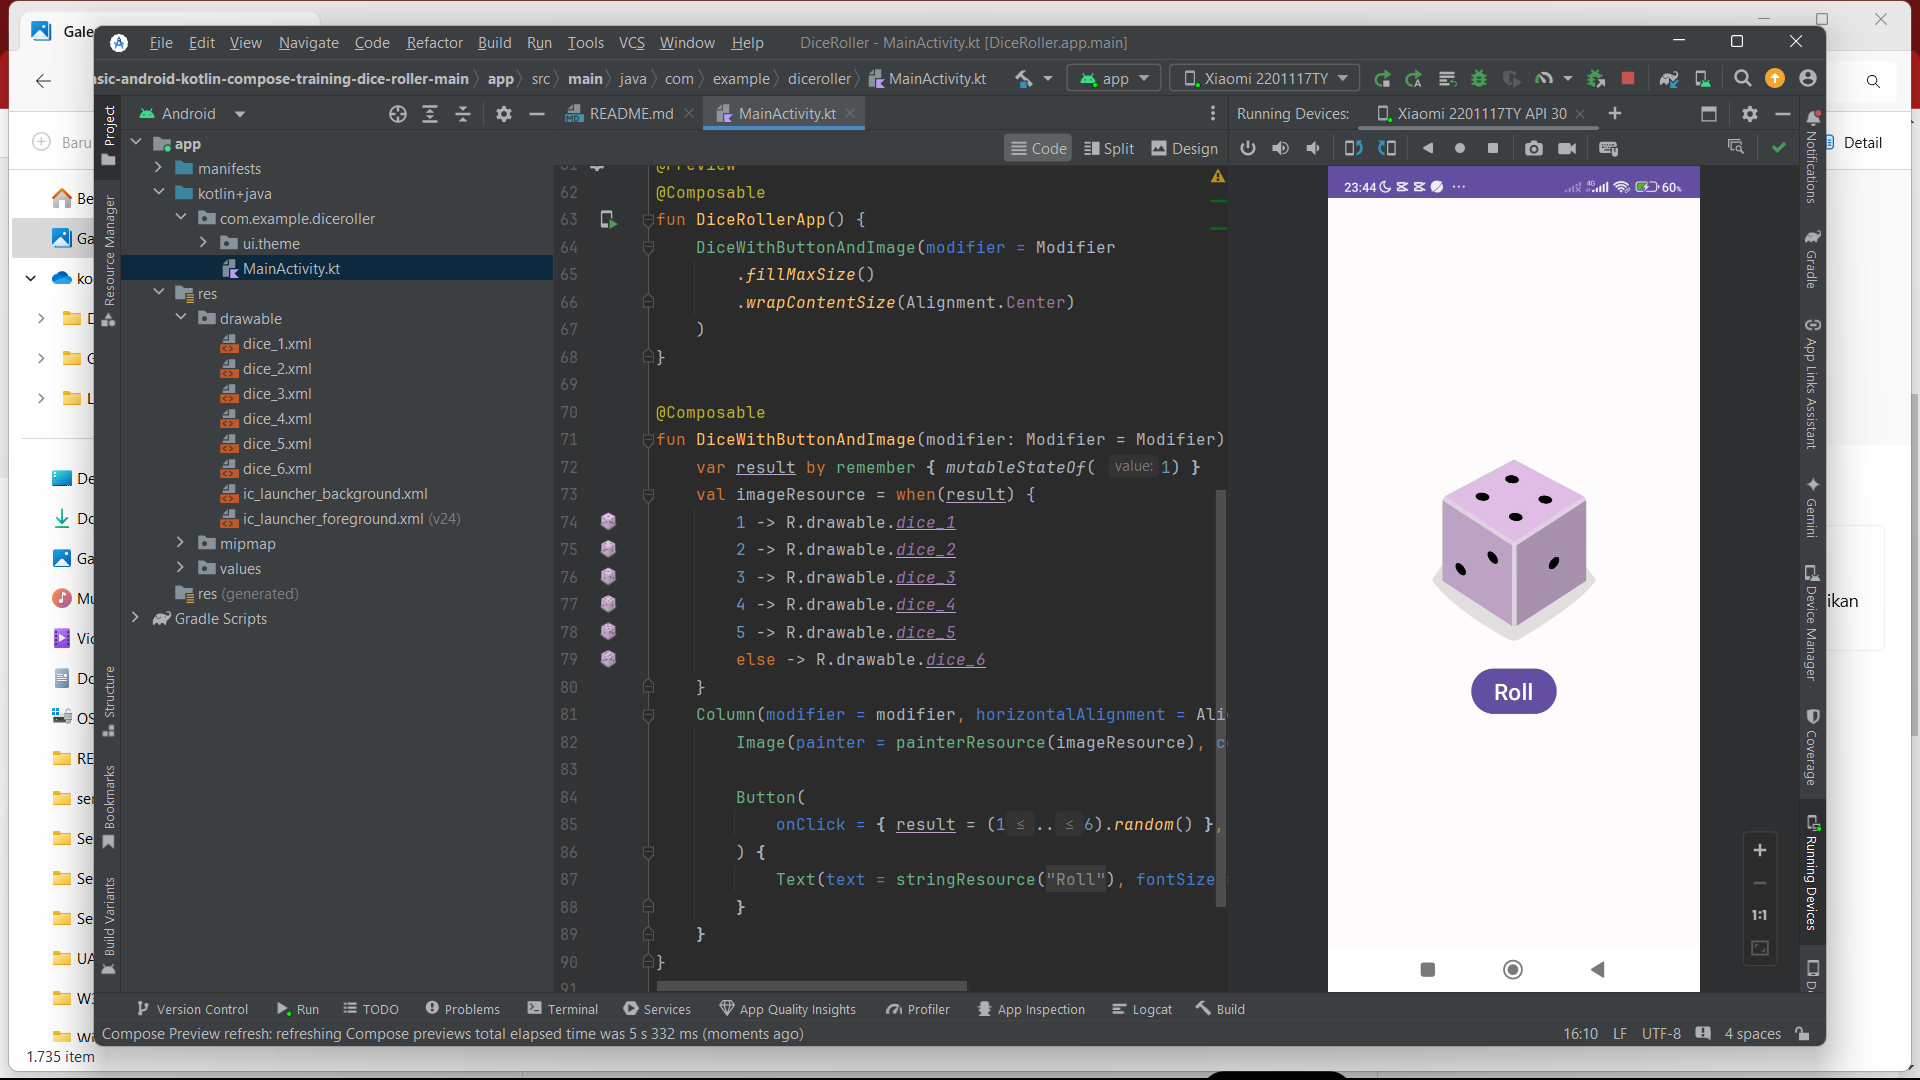 Gale
File Edit View Navigate Code Refactor Build Run Tools VCS Window Help DiceRoller - MainActivity.kt [DiceRoller.app.main]
sic-android-kotlin-compose-training-dice-roller-main app src main java com example diceroller MainActivity.kt app Xiaomi 2201117TY
Android README.md MainActivity.kt Running Devices: Xiaomi 2201117TY API 30
Code Split Design
Baru
Detail
Project
Resource Manager
Structure
Bookmarks
Build Variants
app
manifests
kotlin+java
com.example.diceroller
ui.theme
MainActivity.kt
res
drawable
dice_1.xml
dice_2.xml
dice_3.xml
dice_4.xml
dice_5.xml
dice_6.xml
ic_launcher_background.xml
ic_launcher_foreground.xml (v24)
mipmap
values
res (generated)
Gradle Scripts
Be
Ga
ko
D
G
L
De
Do
Ga
Mu
Vid
Do
OS
RE
ser
Se
Se
Se
UA
W3
Wi
1.735 item
61 @Preview
62 @Composable
63 fun DiceRollerApp() {
64 DiceWithButtonAndImage(modifier = Modifier
65 .fillMaxSize()
66 .wrapContentSize(Alignment.Center)
67 )
68 }
69
70 @Composable
71 fun DiceWithButtonAndImage(modifier: Modifier = Modifier)
72 var result by remember { mutableStateOf( value: 1) }
73 val imageResource = when(result) {
74 1 -> R.drawable.dice_1
75 2 -> R.drawable.dice_2
76 3 -> R.drawable.dice_3
77 4 -> R.drawable.dice_4
78 5 -> R.drawable.dice_5
79 else -> R.drawable.dice_6
80 }
81 Column(modifier = modifier, horizontalAlignment = Ali
82 Image(painter = painterResource(imageResource), c
83
84 Button(
85 onClick = { result = (1 ≤ .. ≤ 6).random() },
86 ) {
87 Text(text = stringResource("Roll"), fontSize
88 }
89 }
90 }
91
23:44 4G 60%
Roll
1:1
Notifications
Gradle
App Links Assistant
Gemini
Device Manager
Coverage
Running Devices
D
ikan
Version Control Run TODO Problems Terminal Services App Quality Insights Profiler App Inspection Logcat Build
Compose Preview refresh: refreshing Compose previews total elapsed time was 5 s 332 ms (moments ago) 16:10 LF UTF-8 4 spaces